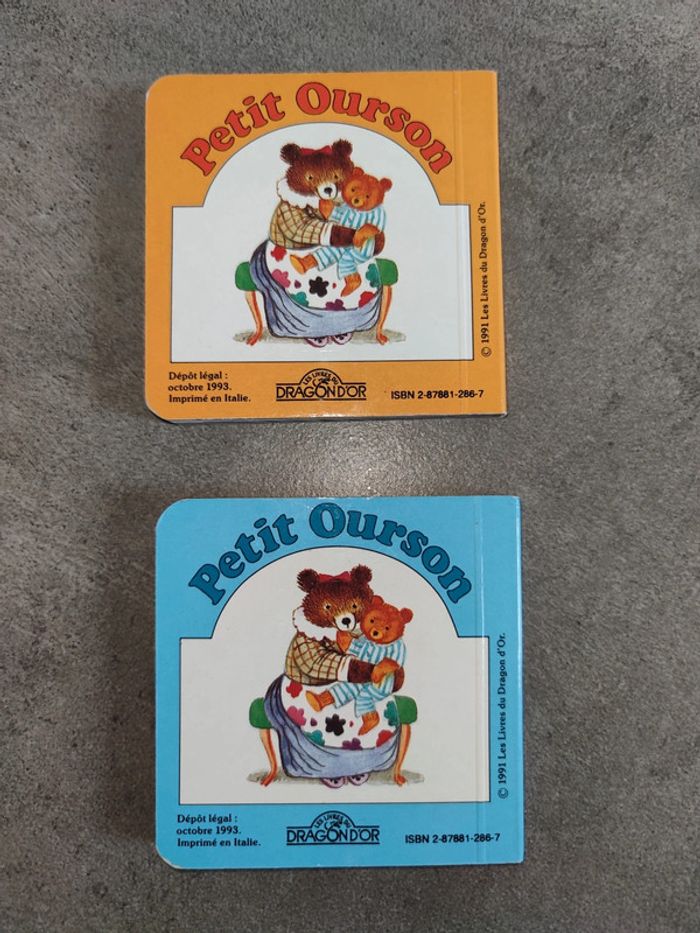 Petit Ourson
© 1991 Les Livres du Dragon d'Or.
Dépôt légal :
octobre 1993.
Imprimé en Italie.
LES LIVRES DU
DRAGON D'OR
ISBN 2-87881-286-7
Petit Ourson
© 1991 Les Livres du Dragon d'Or.
Dépôt légal :
octobre 1993.
Imprimé en Italie.
LES LIVRES DU
DRAGON D'OR
ISBN 2-87881-286-7